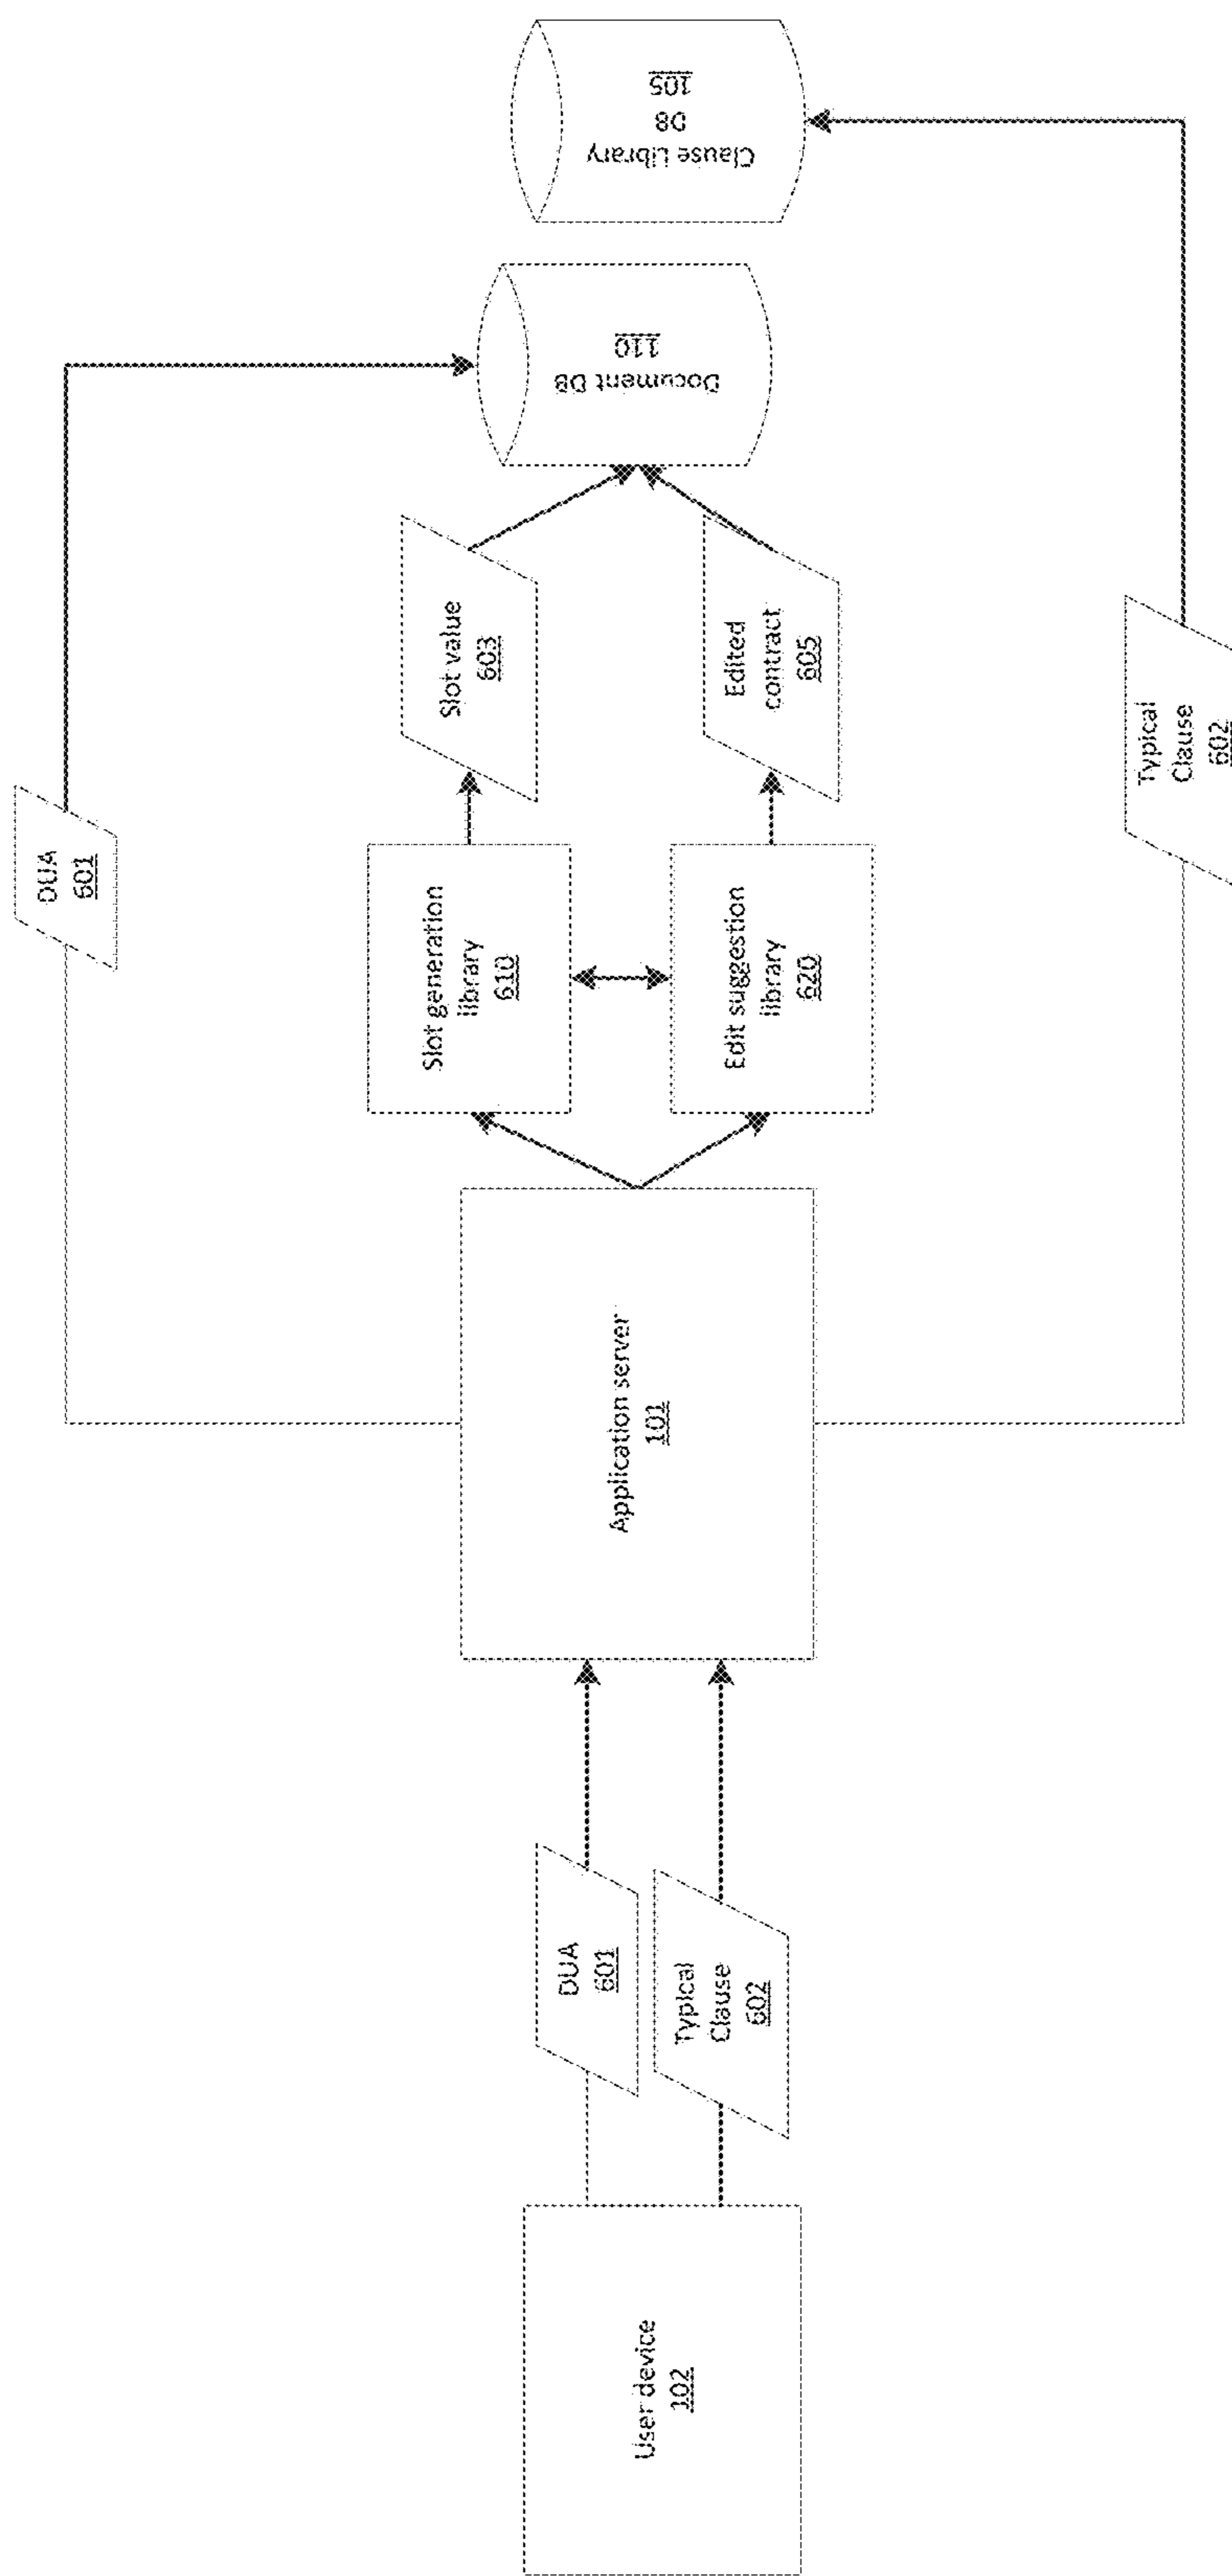 User device
102
DUA
601
Typical
Clause
602
Application server
101
DUA
601
Slot generation
library
610
Edit suggestion
library
620
Slot value
603
Edited
contract
605
Typical
Clause
602
Document DB
110
Clause Library
DB
105